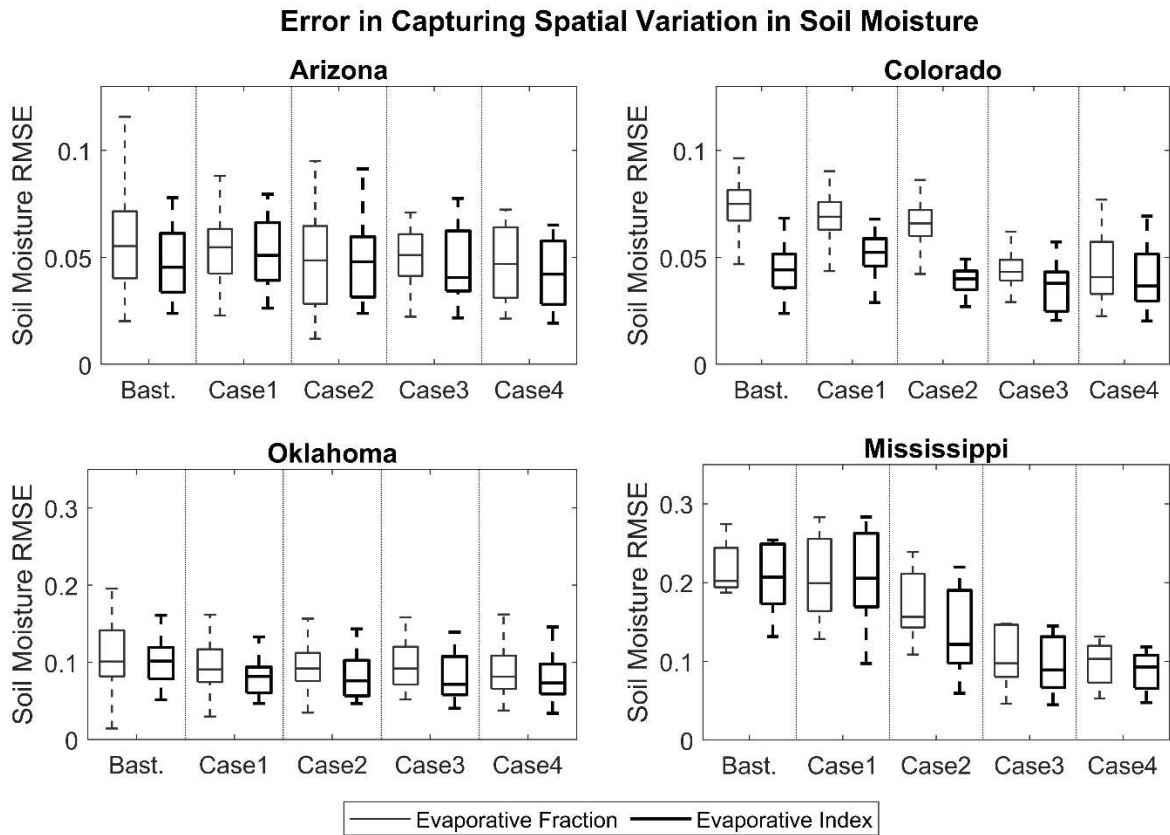 Error in Capturing Spatial Variation in Soil Moisture
Arizona
Soil Moisture RMSE
0.1
0.05
0
Bast. Case1 Case2 Case3 Case4
Colorado
Soil Moisture RMSE
0.1
0.05
0
Bast. Case1 Case2 Case3 Case4
Oklahoma
Soil Moisture RMSE
0.3
0.2
0.1
0
Bast. Case1 Case2 Case3 Case4
Mississippi
Soil Moisture RMSE
0.3
0.2
0.1
0
Bast. Case1 Case2 Case3 Case4
Evaporative Fraction Evaporative Index